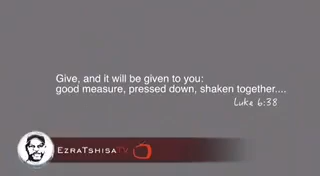 Give, and it will be given to you:
good measure, pressed down, shaken together....
Luke 6:38
EzraTshisaTV